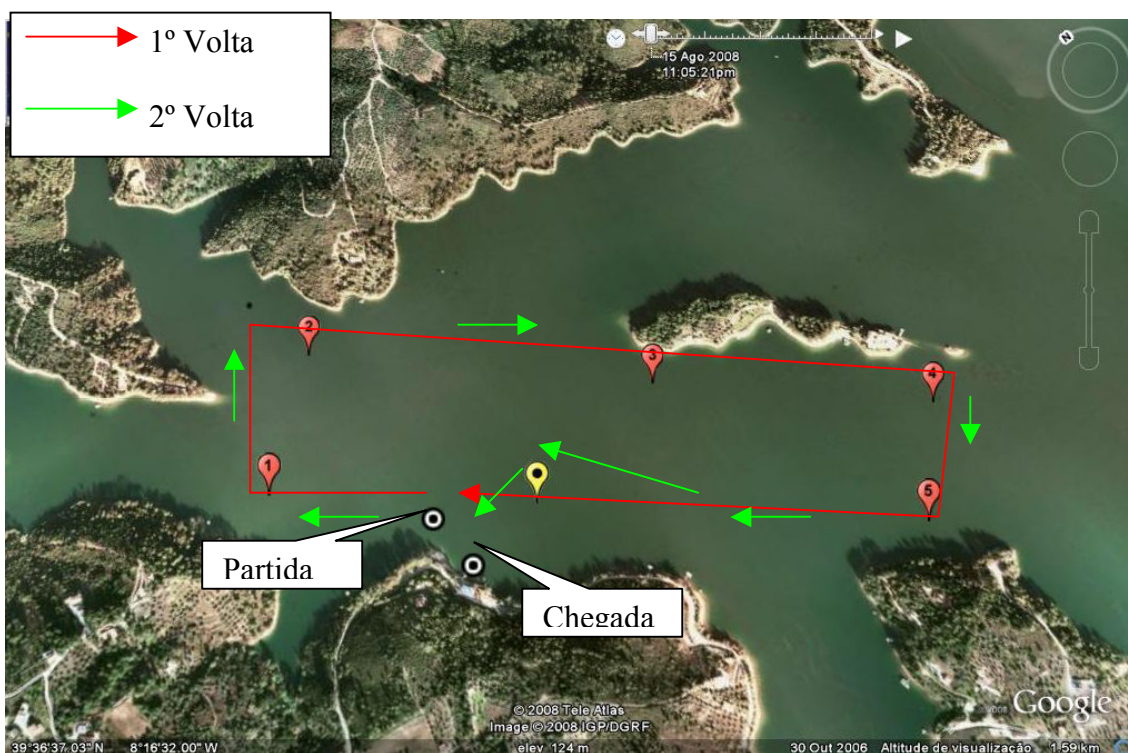 1º Volta
2º Volta
15 Ago 2008
11:05:21pm
N
2
3
4
1
5
Partida
Chegada
© 2008 Tele Atlas
Image © 2008 IGP/DGRF
©2008 Google
39°36'37.03" N 8°16'32.00" W elev 124 m 30 Out 2006 Altitude de visualização 1.59 km